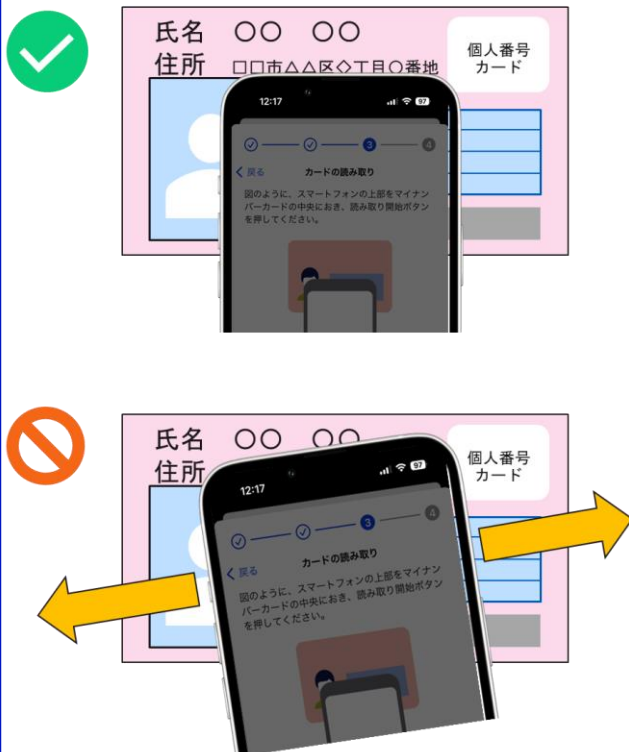 氏名 〇〇 〇〇
住所 □□市△△区◇丁目〇番地
個人番号
カード
12:17
97
3
4
戻る
カードの読み取り
図のように、スマートフォンの上部をマイナン
バーカードの中央におき、読み取り開始ボタン
を押してください。
氏名 〇〇 〇〇
住所
個人番号
カード
12:17
97
3
4
戻る
カードの読み取り
図のように、スマートフォンの上部をマイナン
バーカードの中央におき、読み取り開始ボタン
を押してください。